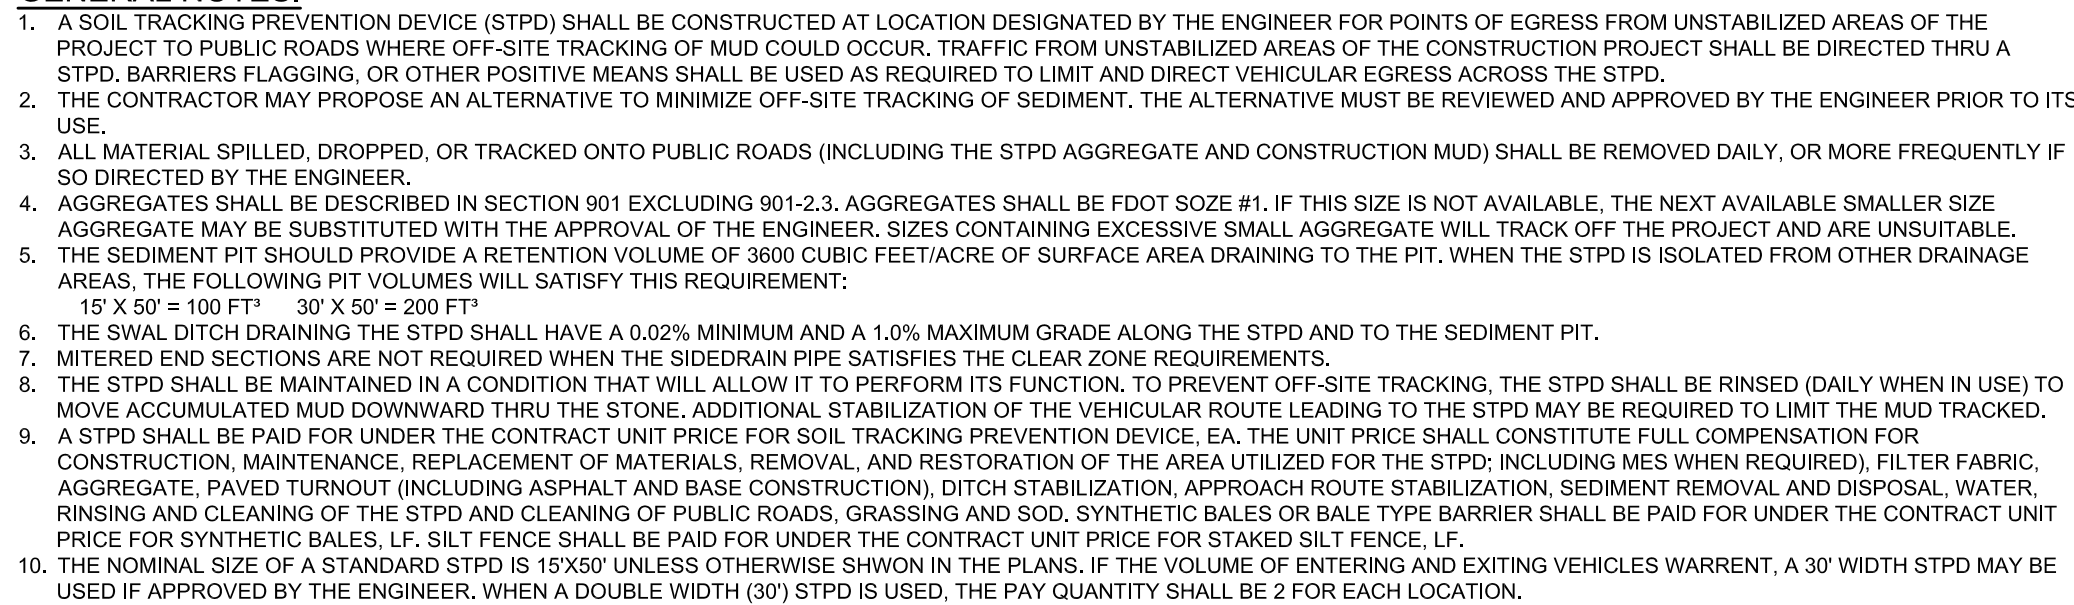 GENERAL NOTES:
1. A SOIL TRACKING PREVENTION DEVICE (STPD) SHALL BE CONSTRUCTED AT LOCATION DESIGNATED BY THE ENGINEER FOR POINTS OF EGRESS FROM UNSTABILIZED AREAS OF THE
PROJECT TO PUBLIC ROADS WHERE OFF-SITE TRACKING OF MUD COULD OCCUR. TRAFFIC FROM UNSTABILIZED AREAS OF THE CONSTRUCTION PROJECT SHALL BE DIRECTED THRU A
STPD. BARRIERS FLAGGING, OR OTHER POSITIVE MEANS SHALL BE USED AS REQUIRED TO LIMIT AND DIRECT VEHICULAR EGRESS ACROSS THE STPD.
2. THE CONTRACTOR MAY PROPOSE AN ALTERNATIVE TO MINIMIZE OFF-SITE TRACKING OF SEDIMENT. THE ALTERNATIVE MUST BE REVIEWED AND APPROVED BY THE ENGINEER PRIOR TO ITS
USE.
3. ALL MATERIAL SPILLED, DROPPED, OR TRACKED ONTO PUBLIC ROADS (INCLUDING THE STPD AGGREGATE AND CONSTRUCTION MUD) SHALL BE REMOVED DAILY, OR MORE FREQUENTLY IF
SO DIRECTED BY THE ENGINEER.
4. AGGREGATES SHALL BE DESCRIBED IN SECTION 901 EXCLUDING 901-2.3. AGGREGATES SHALL BE FDOT SOZE #1. IF THIS SIZE IS NOT AVAILABLE, THE NEXT AVAILABLE SMALLER SIZE
AGGREGATE MAY BE SUBSTITUTED WITH THE APPROVAL OF THE ENGINEER. SIZES CONTAINING EXCESSIVE SMALL AGGREGATE WILL TRACK OFF THE PROJECT AND ARE UNSUITABLE.
5. THE SEDIMENT PIT SHOULD PROVIDE A RETENTION VOLUME OF 3600 CUBIC FEET/ACRE OF SURFACE AREA DRAINING TO THE PIT. WHEN THE STPD IS ISOLATED FROM OTHER DRAINAGE
AREAS, THE FOLLOWING PIT VOLUMES WILL SATISFY THIS REQUIREMENT:
15' X 50' = 100 FT³ 30' X 50' = 200 FT³
6. THE SWAL DITCH DRAINING THE STPD SHALL HAVE A 0.02% MINIMUM AND A 1.0% MAXIMUM GRADE ALONG THE STPD AND TO THE SEDIMENT PIT.
7. MITERED END SECTIONS ARE NOT REQUIRED WHEN THE SIDEDRAIN PIPE SATISFIES THE CLEAR ZONE REQUIREMENTS.
8. THE STPD SHALL BE MAINTAINED IN A CONDITION THAT WILL ALLOW IT TO PERFORM ITS FUNCTION. TO PREVENT OFF-SITE TRACKING, THE STPD SHALL BE RINSED (DAILY WHEN IN USE) TO
MOVE ACCUMULATED MUD DOWNWARD THRU THE STONE. ADDITIONAL STABILIZATION OF THE VEHICULAR ROUTE LEADING TO THE STPD MAY BE REQUIRED TO LIMIT THE MUD TRACKED.
9. A STPD SHALL BE PAID FOR UNDER THE CONTRACT UNIT PRICE FOR SOIL TRACKING PREVENTION DEVICE, EA. THE UNIT PRICE SHALL CONSTITUTE FULL COMPENSATION FOR
CONSTRUCTION, MAINTENANCE, REPLACEMENT OF MATERIALS, REMOVAL, AND RESTORATION OF THE AREA UTILIZED FOR THE STPD; INCLUDING MES WHEN REQUIRED), FILTER FABRIC,
AGGREGATE, PAVED TURNOUT (INCLUDING ASPHALT AND BASE CONSTRUCTION), DITCH STABILIZATION, APPROACH ROUTE STABILIZATION, SEDIMENT REMOVAL AND DISPOSAL, WATER,
RINSING AND CLEANING OF THE STPD AND CLEANING OF PUBLIC ROADS, GRASSING AND SOD. SYNTHETIC BALES OR BALE TYPE BARRIER SHALL BE PAID FOR UNDER THE CONTRACT UNIT
PRICE FOR SYNTHETIC BALES, LF. SILT FENCE SHALL BE PAID FOR UNDER THE CONTRACT UNIT PRICE FOR STAKED SILT FENCE, LF.
10. THE NOMINAL SIZE OF A STANDARD STPD IS 15'X50' UNLESS OTHERWISE SHWON IN THE PLANS. IF THE VOLUME OF ENTERING AND EXITING VEHICLES WARRENT, A 30' WIDTH STPD MAY BE
USED IF APPROVED BY THE ENGINEER. WHEN A DOUBLE WIDTH (30') STPD IS USED, THE PAY QUANTITY SHALL BE 2 FOR EACH LOCATION.